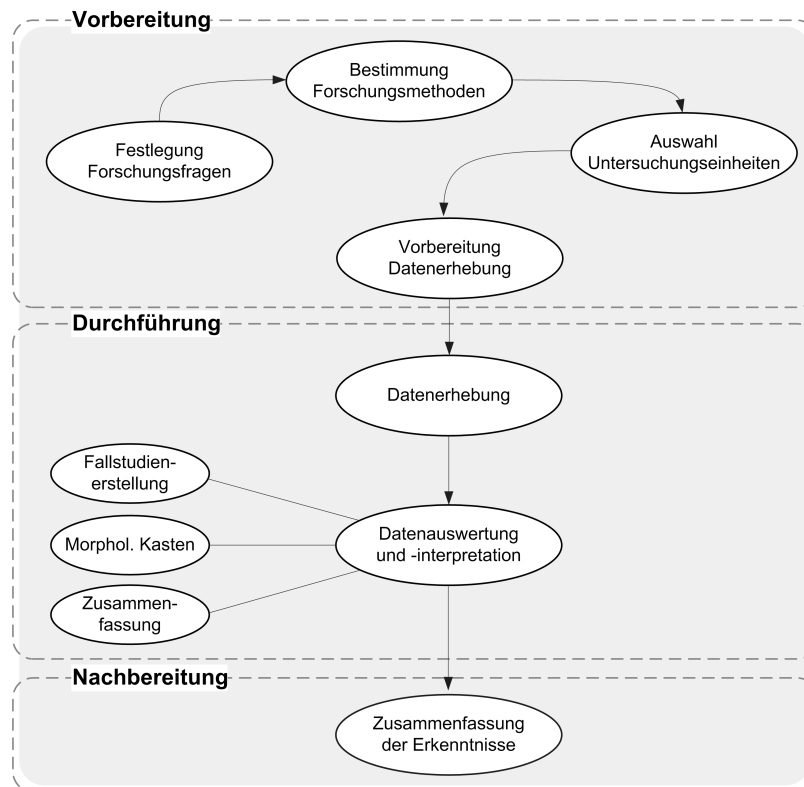 Vorbereitung
Bestimmung
Forschungsmethoden
Festlegung
Forschungsfragen
Auswahl
Untersuchungseinheiten
Vorbereitung
Datenerhebung
Durchführung
Datenerhebung
Fallstudien-
erstellung
Morphol. Kasten
Zusammen-
fassung
Datenauswertung
und -interpretation
Nachbereitung
Zusammenfassung
der Erkenntnisse